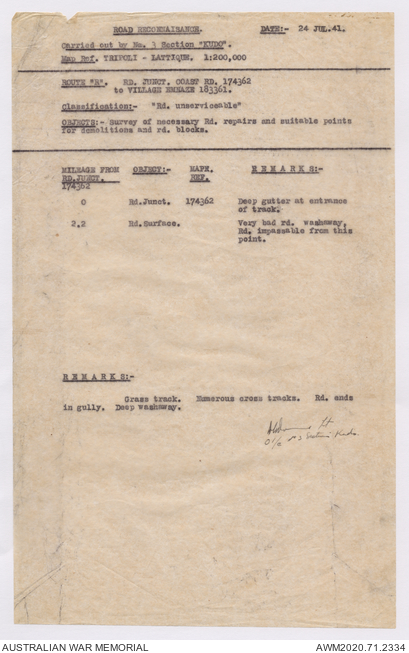 ROAD RECONNAIRANCE. DATE:- 24 JUL.41.
Carried out by No. 3 Section "KUDO".
Map Ref. TRIPOLI - LATTIQUE, 1:200,000
ROUTE "R". RD. JUNCT. COAST RD. 174362
to VILLAGE 183361.
Classification:- "Rd. unserviceable"
OBJECTS:- Survey of necessary Rd. repairs and suitable points
for demolitions and rd. blocks.
MILEAGE FROM OBJECT:- MAPR. REMARKS:-
RD.JUNCT. REF.
174362
0 Rd.Junct. 174362 Deep gutter at entrance
of track.
2.2 Rd.Surface. Very bad rd. washaway.
Rd. impassable from this
point.
REMARKS:-
Grass track. Numerous cross tracks. Rd. ends
in gully. Deep washaway.
Lt
O/c No 3 Section Kudo.
AUSTRALIAN WAR MEMORIAL AWM2020.71.2334